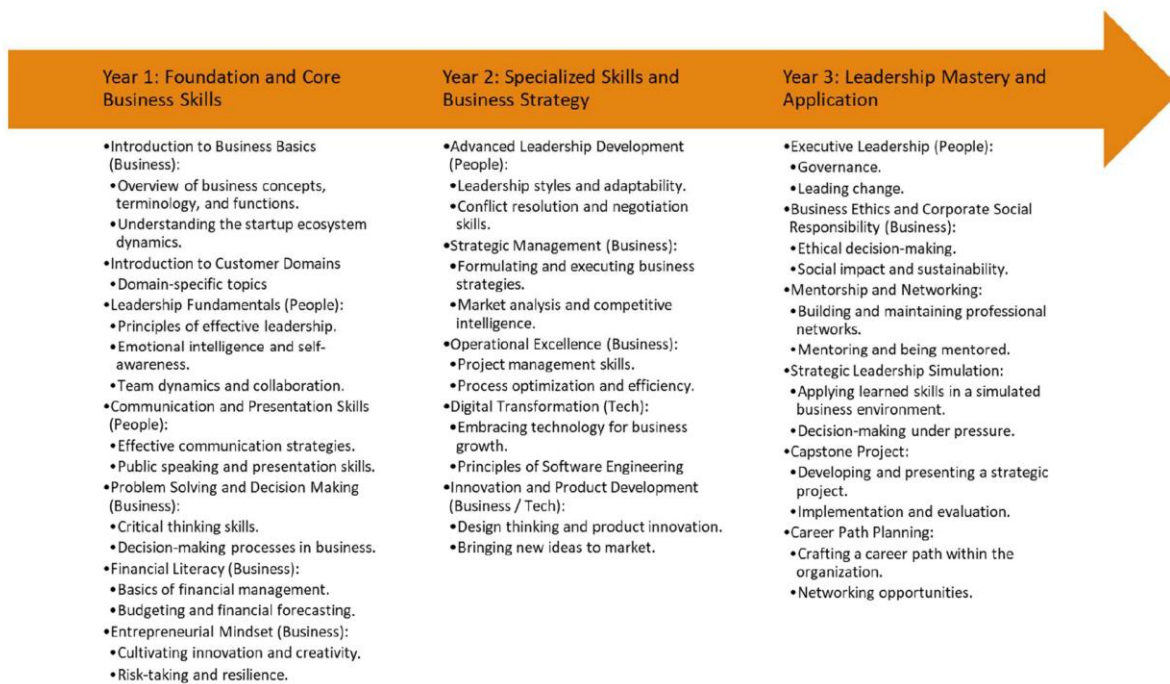 Year 1: Foundation and Core
Business Skills
•Introduction to Business Basics
(Business):
•Overview of business concepts,
terminology, and functions.
•Understanding the startup ecosystem
dynamics.
•Introduction to Customer Domains
•Domain-specific topics
•Leadership Fundamentals (People):
•Principles of effective leadership.
•Emotional intelligence and self-
awareness.
•Team dynamics and collaboration.
•Communication and Presentation Skills
(People):
•Effective communication strategies.
•Public speaking and presentation skills.
•Problem Solving and Decision Making
(Business):
•Critical thinking skills.
•Decision-making processes in business.
•Financial Literacy (Business):
•Basics of financial management.
•Budgeting and financial forecasting.
•Entrepreneurial Mindset (Business):
•Cultivating innovation and creativity.
•Risk-taking and resilience.
Year 2: Specialized Skills and
Business Strategy
•Advanced Leadership Development
(People):
•Leadership styles and adaptability.
•Conflict resolution and negotiation
skills.
•Strategic Management (Business):
•Formulating and executing business
strategies.
•Market analysis and competitive
intelligence.
•Operational Excellence (Business):
•Project management skills.
•Process optimization and efficiency.
•Digital Transformation (Tech):
•Embracing technology for business
growth.
•Principles of Software Engineering
•Innovation and Product Development
(Business / Tech):
•Design thinking and product innovation.
•Bringing new ideas to market.
Year 3: Leadership Mastery and
Application
•Executive Leadership (People):
•Governance.
•Leading change.
•Business Ethics and Corporate Social
Responsibility (Business):
•Ethical decision-making.
•Social impact and sustainability.
•Mentorship and Networking:
•Building and maintaining professional
networks.
•Mentoring and being mentored.
•Strategic Leadership Simulation:
•Applying learned skills in a simulated
business environment.
•Decision-making under pressure.
•Capstone Project:
•Developing and presenting a strategic
project.
•Implementation and evaluation.
•Career Path Planning:
•Crafting a career path within the
organization.
•Networking opportunities.